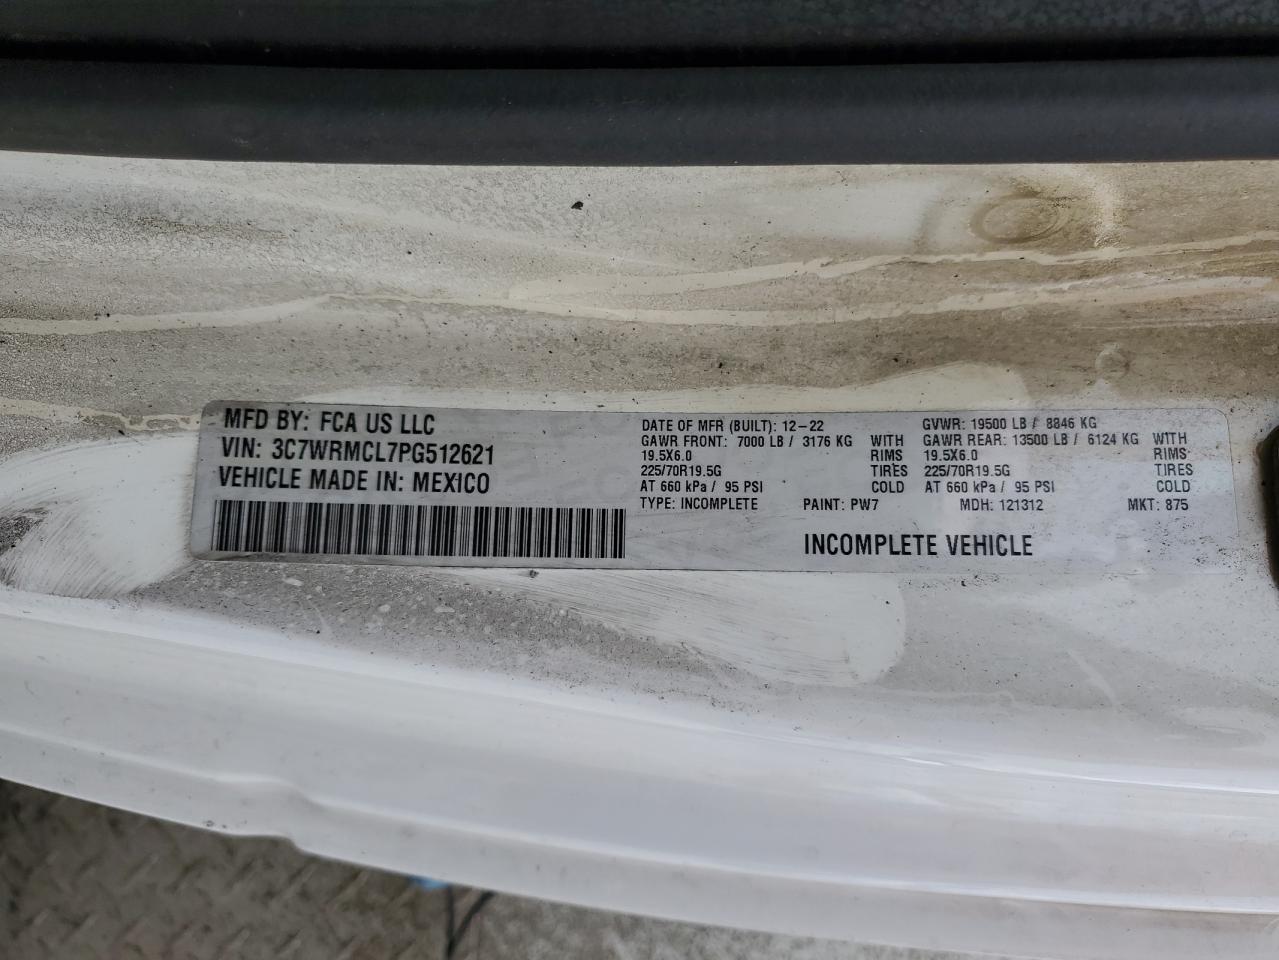 MFD BY: FCA US LLC
VIN: 3C7WRMCL7PG512621
VEHICLE MADE IN: MEXICO
DATE OF MFR (BUILT): 12-22
GAWR FRONT: 7000 LB / 3176 KG WITH
19.5X6.0 RIMS
225/70R19.5G TIRES
AT 660 kPa / 95 PSI COLD
TYPE: INCOMPLETE PAINT: PW7
GVWR: 19500 LB / 8846 KG
GAWR REAR: 13500 LB / 6124 KG WITH
19.5X6.0 RIMS
225/70R19.5G TIRES
AT 660 kPa / 95 PSI COLD
MDH: 121312 MKT: 875
INCOMPLETE VEHICLE